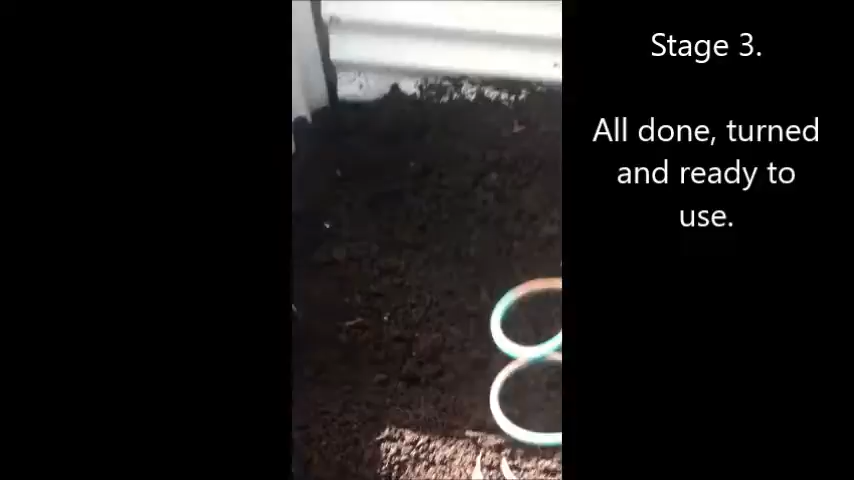 Stage 3.
All done, turned
and ready to
use.